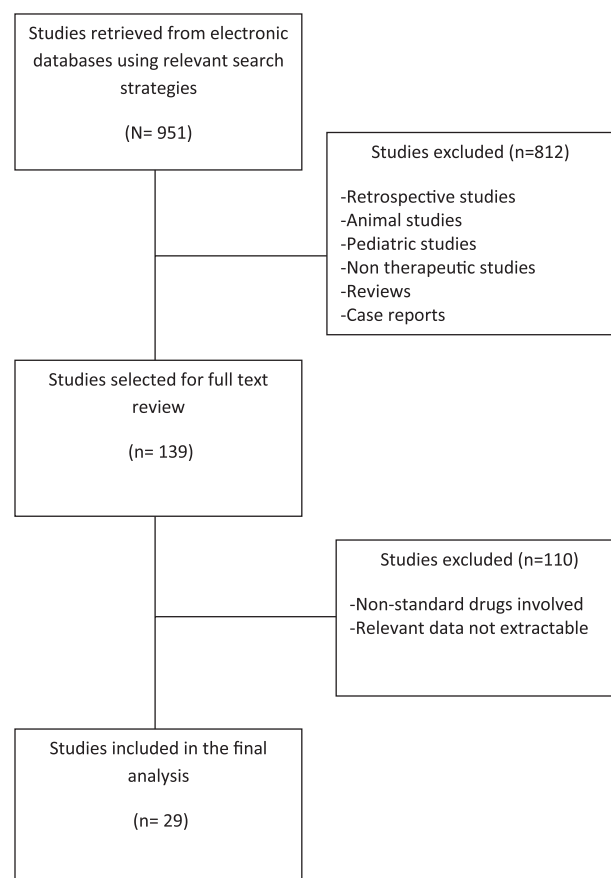 Studies retrieved from electronic
databases using relevant search
strategies
(N= 951)
Studies excluded (n=812)
-Retrospective studies
-Animal studies
-Pediatric studies
-Non therapeutic studies
-Reviews
-Case reports
Studies selected for full text
review
(n= 139)
Studies excluded (n=110)
-Non-standard drugs involved
-Relevant data not extractable
Studies included in the final
analysis
(n= 29)